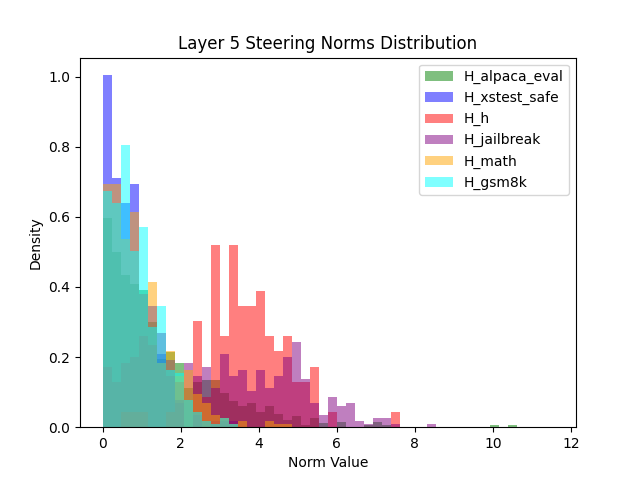 Layer 5 Steering Norms Distribution
H_alpaca_eval
H_xstest_safe
H_h
H_jailbreak
H_math
H_gsm8k
1.0
0.8
0.6
0.4
0.2
0.0
Density
0
2
4
6
8
10
12
Norm Value